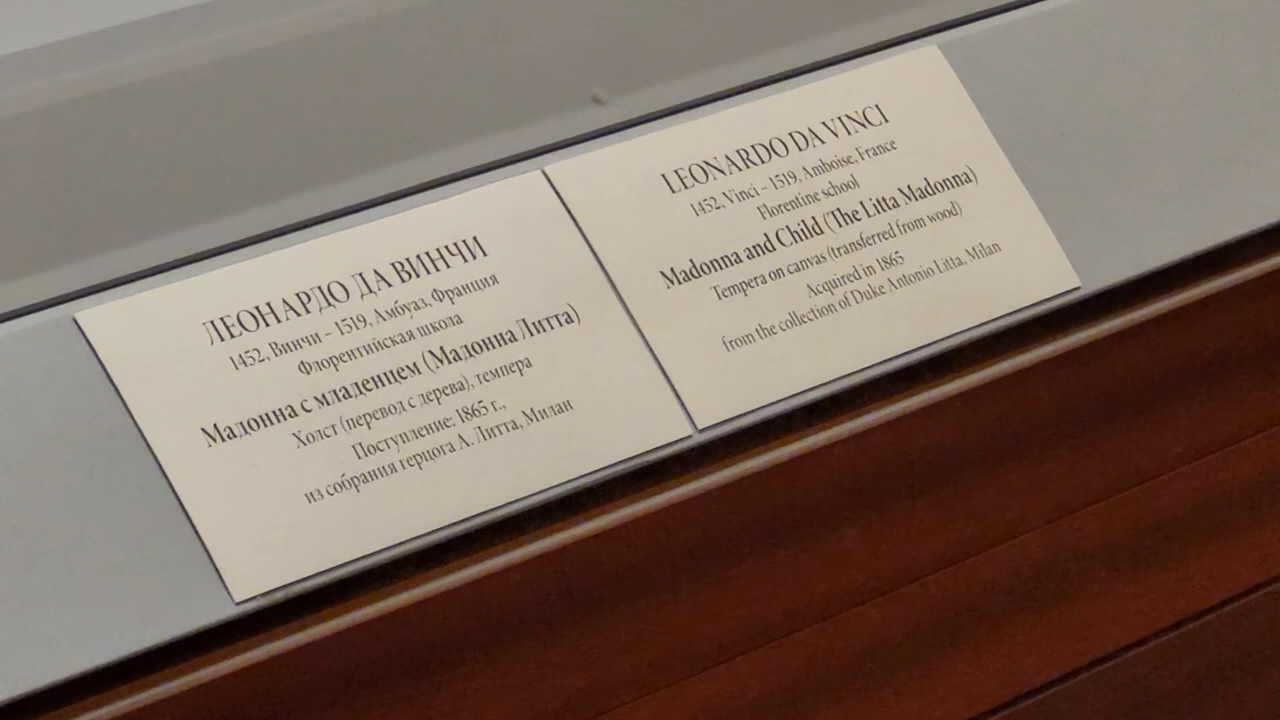 ЛЕОНАРДО ДА ВИНЧИ
1452, Винчи – 1519, Амбуаз, Франция
Флорентийская школа
Мадонна с младенцем (Мадонна Литта)
Холст (перевод с дерева), темпера
Поступление: 1865 г.,
из собрания герцога А. Литта, Милан
LEONARDO DA VINCI
1452, Vinci – 1519, Amboise, France
Florentine school
Madonna and Child (The Litta Madonna)
Tempera on canvas (transferred from wood)
Acquired in 1865
from the collection of Duke Antonio Litta, Milan